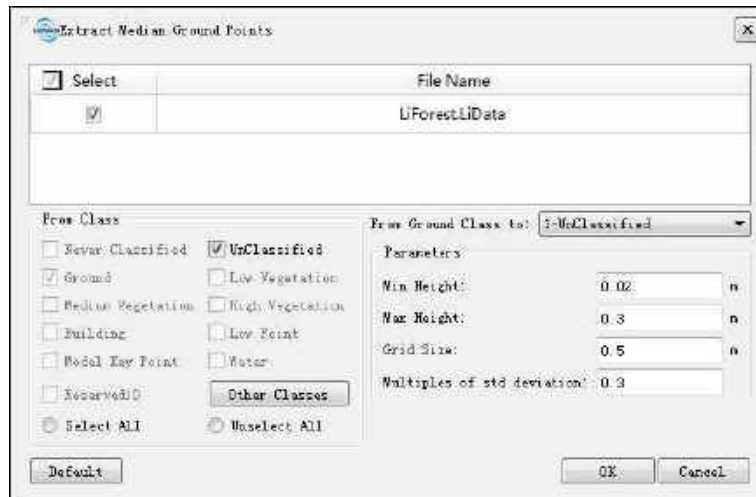 Extract Median Ground Points
Select File Name
LiForest.LiData
From Class
From Ground Class to: 1-UnClassified
Never Classified UnClassified
Parameters
Ground Low Vegetation
Min Height: 0.02 m
Medium Vegetation High Vegetation
Max Height: 0.3 m
Building Low Point
Grid Size: 0.5 m
Model Key Point Water
Multiples of std deviation: 0.3
Reserved10 Other Classes
Select All Unselect All
Default OK Cancel